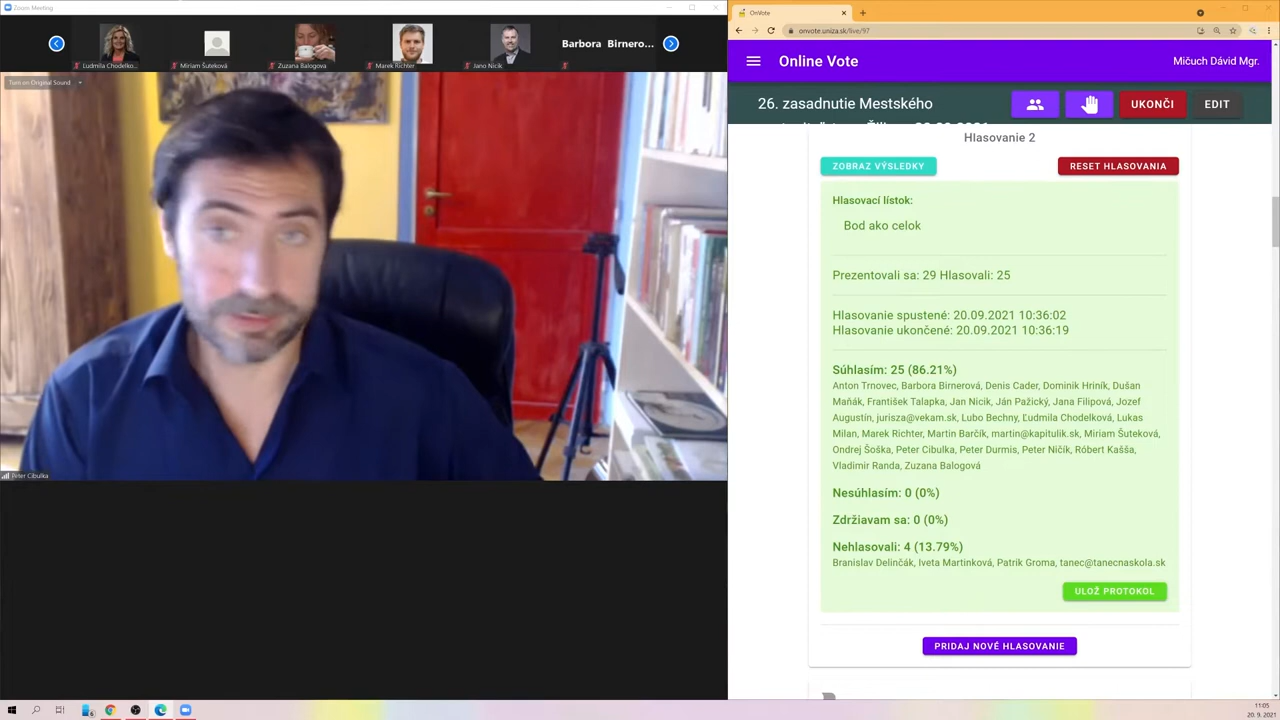 Zoom Meeting
Ľudmila Chodelko...
Miriam Šuteková
Zuzana Balogova
Marek Richter
Jano Nicik
Barbora Birnero...
Turn on Original Sound
Peter Cibulka
OnVote
onvote.uniza.sk/live/97
Online Vote
Mičuch Dávid Mgr.
26. zasadnutie Mestského
UKONČI
EDIT
Hlasovanie 2
ZOBRAZ VÝSLEDKY
RESET HLASOVANIA
Hlasovací lístok:
Bod ako celok
Prezentovali sa: 29 Hlasovali: 25
Hlasovanie spustené: 20.09.2021 10:36:02
Hlasovanie ukončené: 20.09.2021 10:36:19
Súhlasím: 25 (86.21%)
Anton Trnovec, Barbora Birnerová, Denis Cader, Dominik Hriník, Dušan
Maňák, František Talapka, Jan Nicik, Ján Pažický, Jana Filipová, Jozef
Augustín, jurisza@vekam.sk, Lubo Bechny, Ľudmila Chodelková, Lukas
Milan, Marek Richter, Martin Barčík, martin@kapitulik.sk, Miriam Šuteková,
Ondrej Šoška, Peter Cibulka, Peter Durmis, Peter Ničík, Róbert Kašša,
Vladimir Randa, Zuzana Balogová
Nesúhlasím: 0 (0%)
Zdržiavam sa: 0 (0%)
Nehlasovali: 4 (13.79%)
Branislav Delinčák, Iveta Martinková, Patrik Groma, tanec@tanecnaskola.sk
ULOŽ PROTOKOL
PRIDAJ NOVÉ HLASOVANIE
11:05
20. 9. 2021